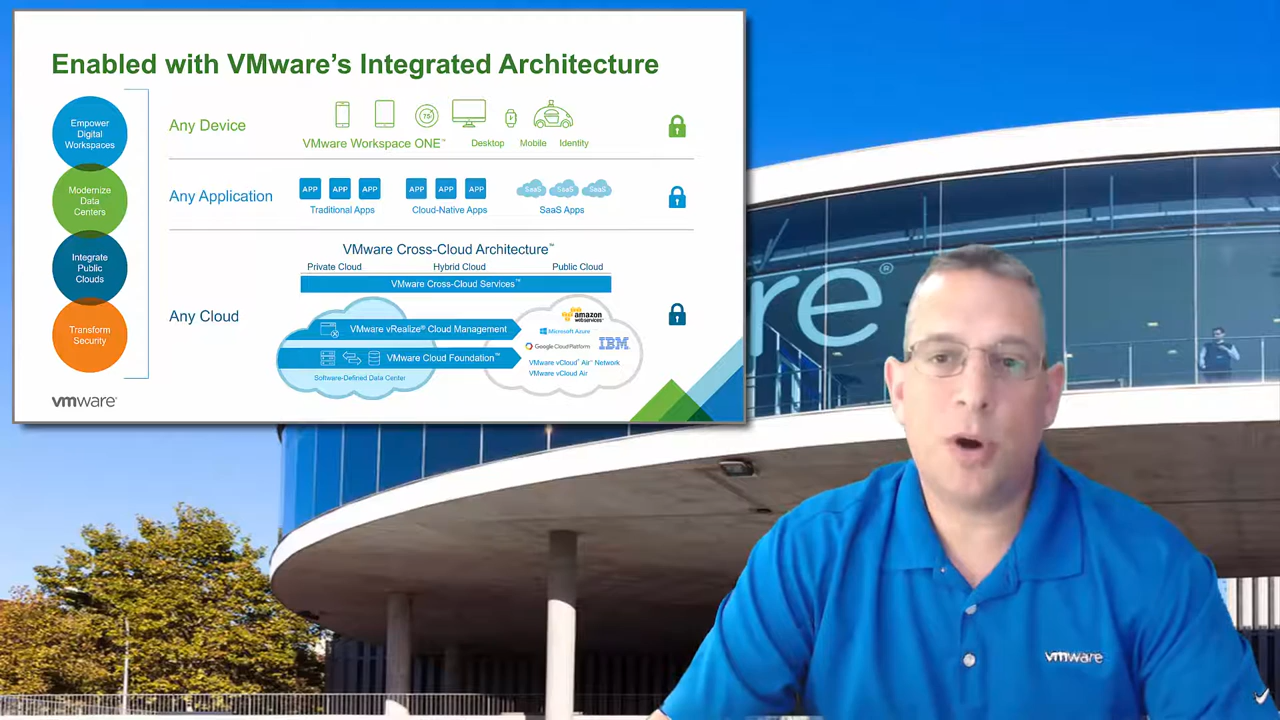 Enabled with VMware's Integrated Architecture
Empower
Digital
Workspaces
Modernize
Data
Centers
Integrate
Public
Clouds
Transform
Security
Any Device
75°
VMware Workspace ONE™
Desktop Mobile Identity
Any Application
APP APP APP
Traditional Apps
APP APP APP
Cloud-Native Apps
SaaS SaaS SaaS
SaaS Apps
Any Cloud
VMware Cross-Cloud Architecture™
Private Cloud Hybrid Cloud Public Cloud
VMware Cross-Cloud Services™
VMware vRealize® Cloud Management
VMware Cloud Foundation™
Software-Defined Data Center
amazon
web services™
Microsoft Azure
Google Cloud Platform
IBM
VMware vCloud® Air™ Network
VMware vCloud Air
vmware®
re®
vmware